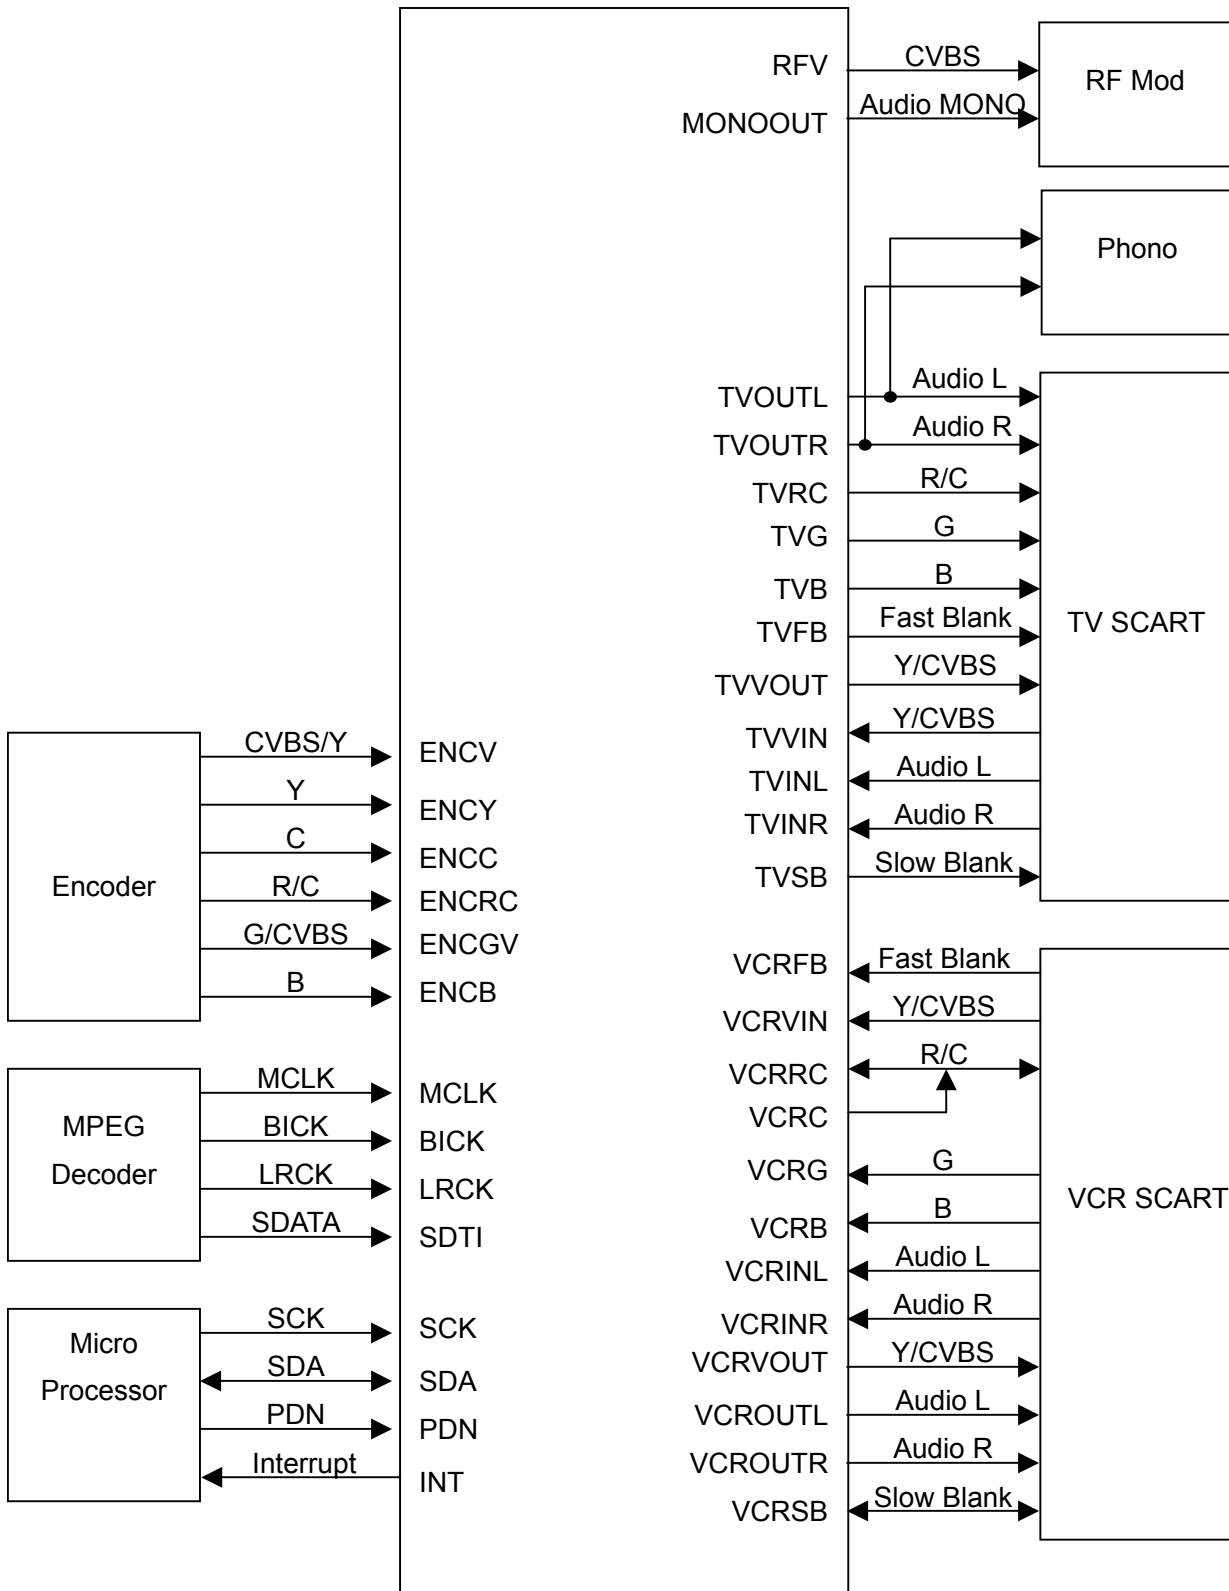 RFV CVBS RF Mod
MONOOUT Audio MONO
Phono
TVOUTL Audio L
TVOUTR Audio R
TVRC R/C
TVG G
TVB B
TVFB Fast Blank TV SCART
TVVOUT Y/CVBS
TVVIN Y/CVBS
TVINL Audio L
TVINR Audio R
TVSB Slow Blank
Encoder
CVBS/Y ENCV
Y ENCY
C ENCC
R/C ENCRC
G/CVBS ENCGV
B ENCB
VCRFB Fast Blank
VCRVIN Y/CVBS
VCRRC R/C
VCRC
VCRG G
VCRB B
VCR SCART
VCRINL Audio L
VCRINR Audio R
VCRVOUT Y/CVBS
VCROUTL Audio L
VCROUTR Audio R
VCRSB Slow Blank
MPEG
Decoder
MCLK MCLK
BICK BICK
LRCK LRCK
SDATA SDTI
Micro
Processor
SCK SCK
SDA SDA
PDN PDN
Interrupt INT